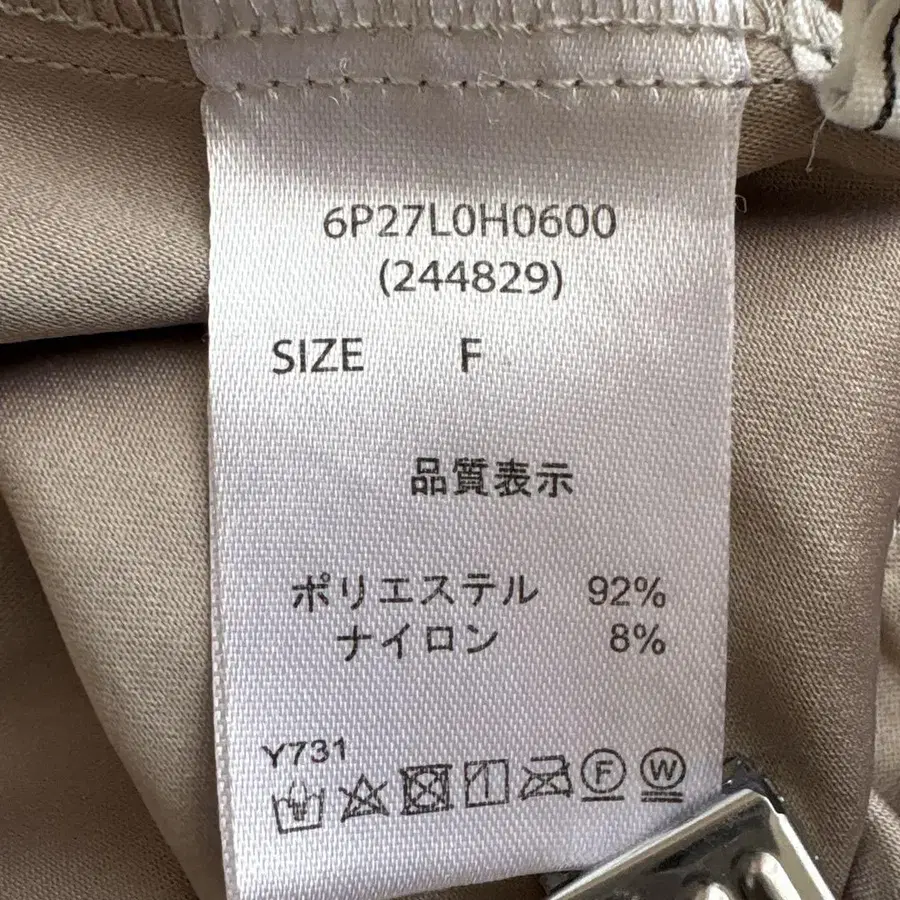 6P27L0H0600
(244829)
SIZE F
品質表示
ポリエステル 92%
ナイロン 8%
Y731
F W